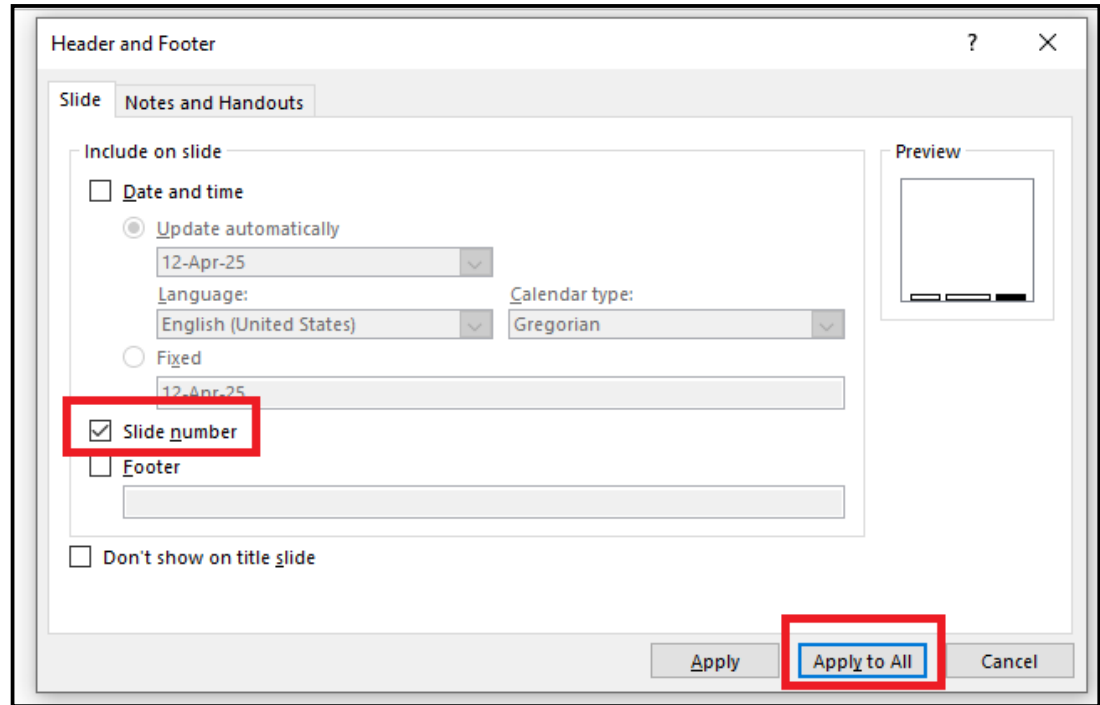 Header and Footer ?
Slide Notes and Handouts
Include on slide Preview
Date and time
Update automatically
12-Apr-25
Language: Calendar type:
English (United States) Gregorian
Fixed
12-Apr-25
Slide number
Footer
Don't show on title slide
Apply Apply to All Cancel